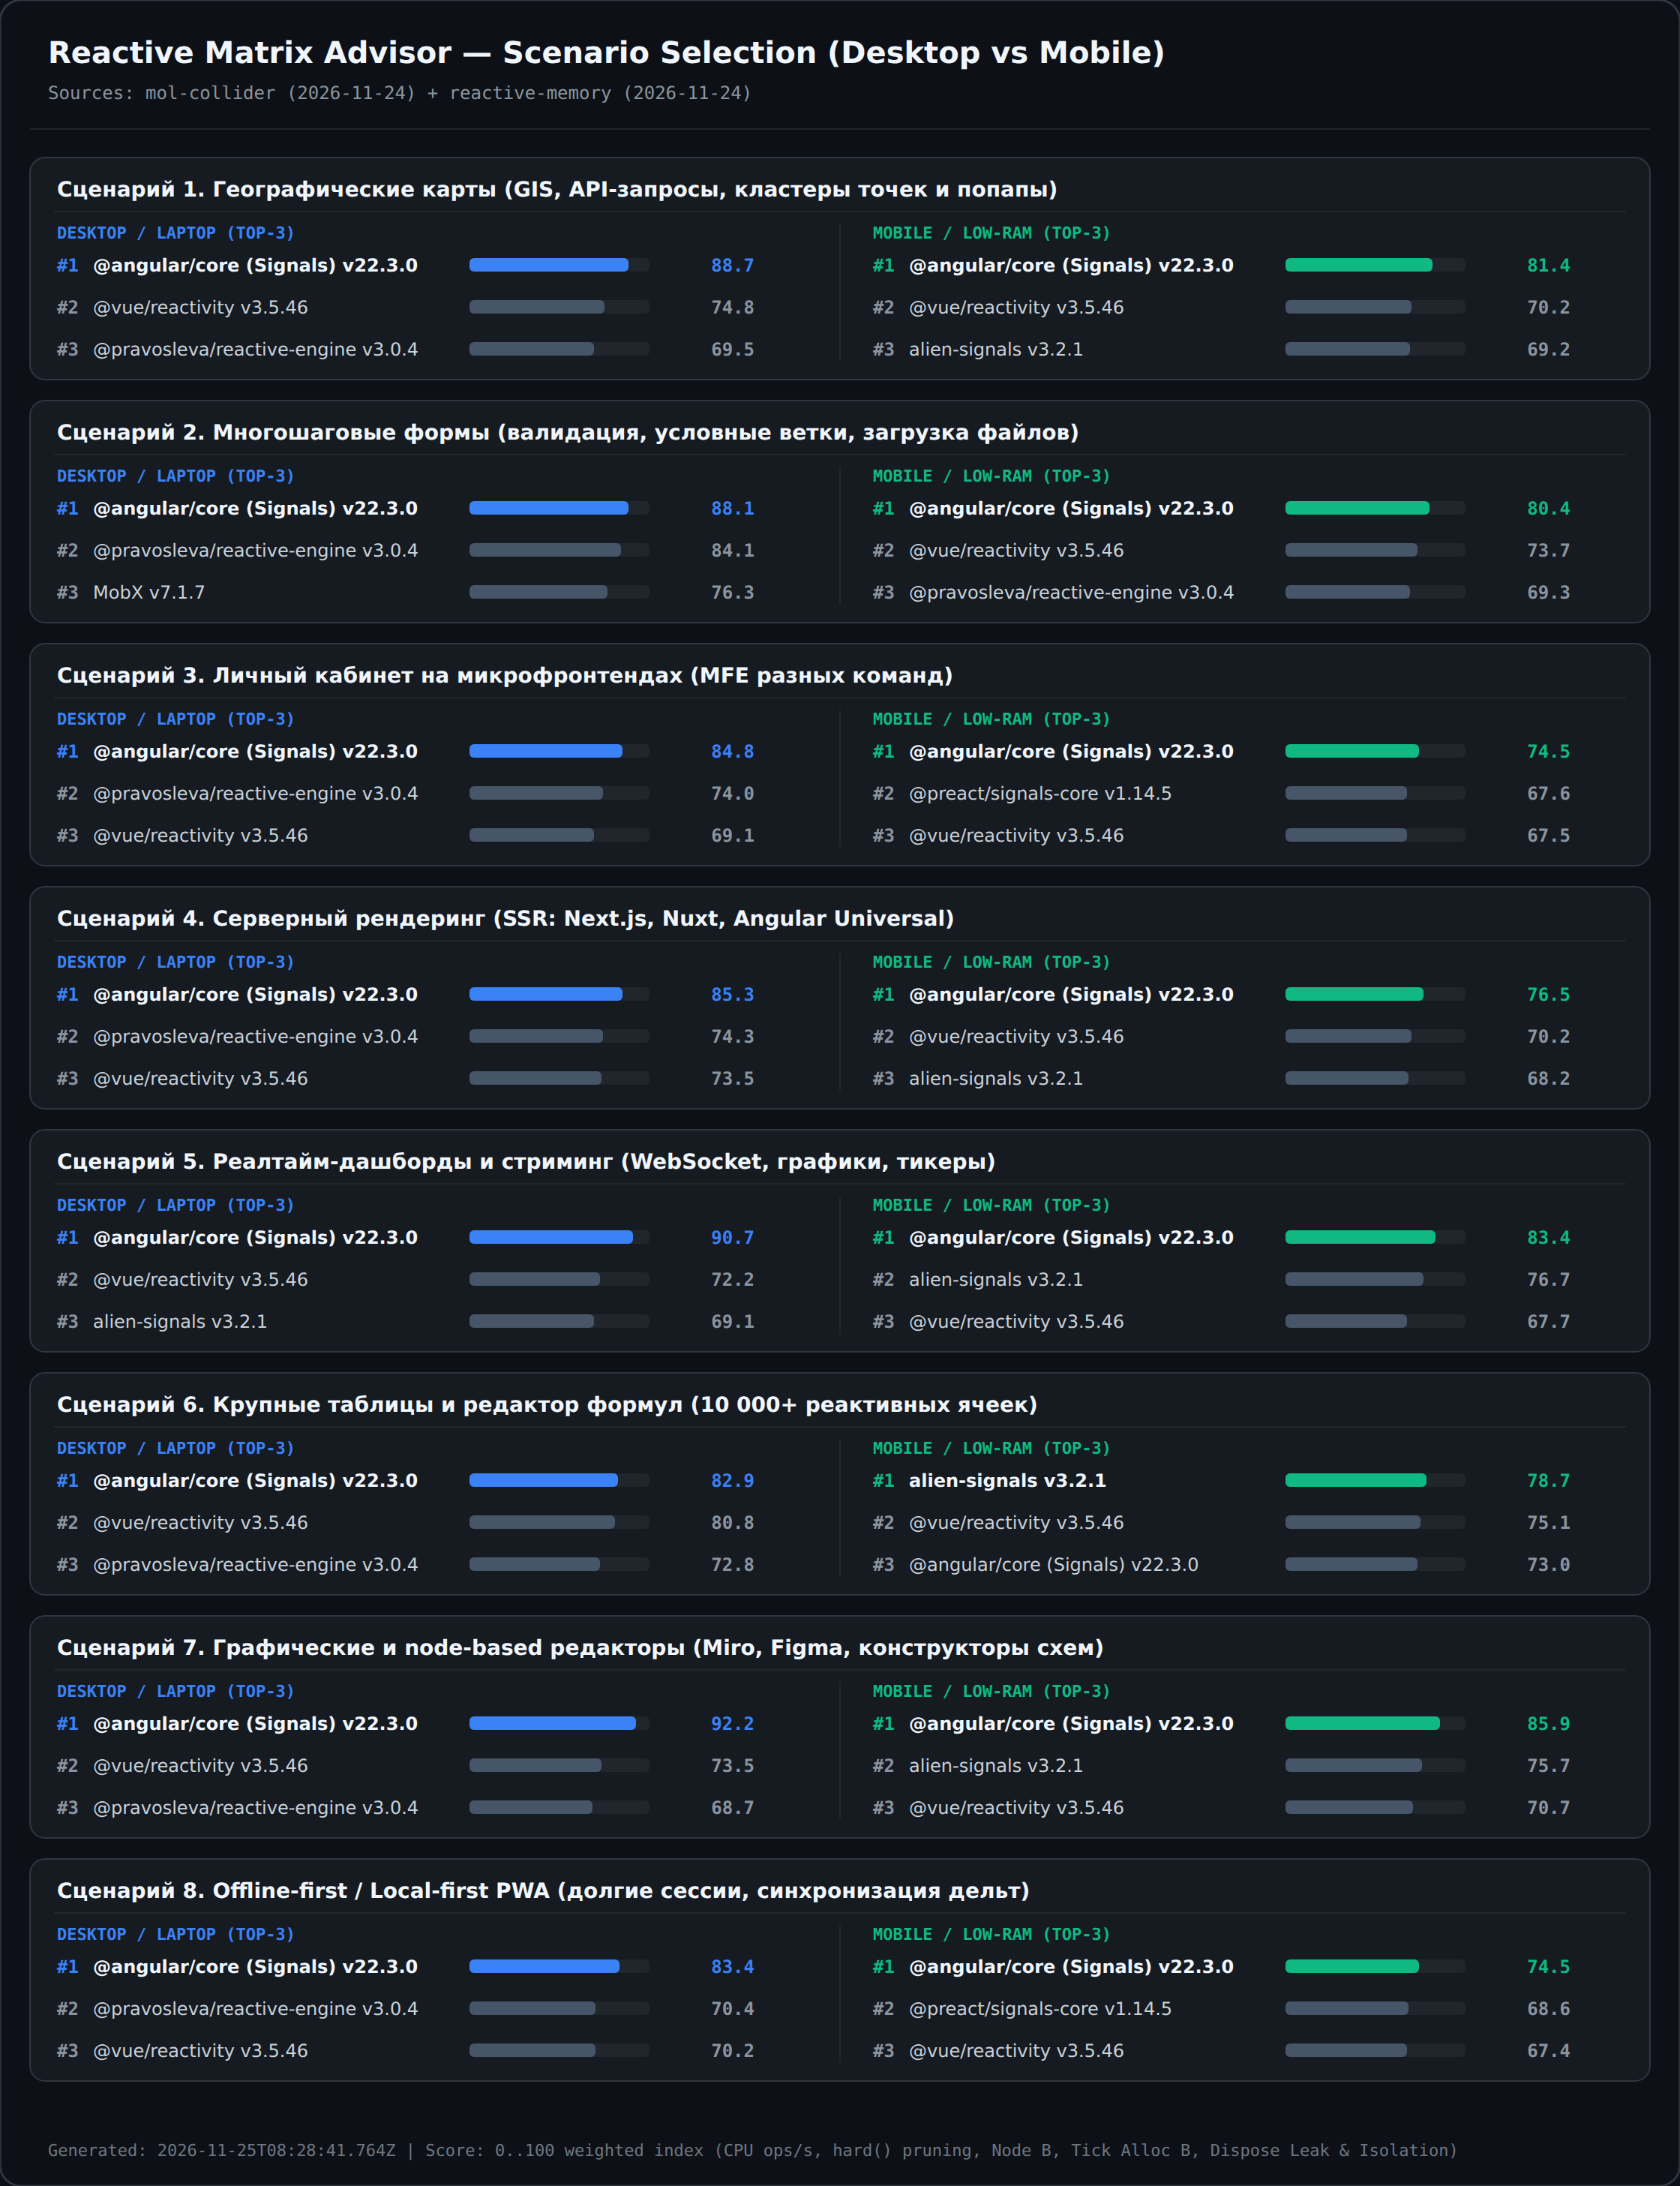 Reactive Matrix Advisor — Scenario Selection (Desktop vs Mobile)
Sources: mol-collider (2026-11-24) + reactive-memory (2026-11-24)
Сценарий 1. Географические карты (GIS, API-запросы, кластеры точек и попапы)
DESKTOP / LAPTOP (TOP-3)
#1 @angular/core (Signals) v22.3.0 88.7
#2 @vue/reactivity v3.5.46 74.8
#3 @pravosleva/reactive-engine v3.0.4 69.5
MOBILE / LOW-RAM (TOP-3)
#1 @angular/core (Signals) v22.3.0 81.4
#2 @vue/reactivity v3.5.46 70.2
#3 alien-signals v3.2.1 69.2
Сценарий 2. Многошаговые формы (валидация, условные ветки, загрузка файлов)
DESKTOP / LAPTOP (TOP-3)
#1 @angular/core (Signals) v22.3.0 88.1
#2 @pravosleva/reactive-engine v3.0.4 84.1
#3 MobX v7.1.7 76.3
MOBILE / LOW-RAM (TOP-3)
#1 @angular/core (Signals) v22.3.0 80.4
#2 @vue/reactivity v3.5.46 73.7
#3 @pravosleva/reactive-engine v3.0.4 69.3
Сценарий 3. Личный кабинет на микрофронтендах (MFE разных команд)
DESKTOP / LAPTOP (TOP-3)
#1 @angular/core (Signals) v22.3.0 84.8
#2 @pravosleva/reactive-engine v3.0.4 74.0
#3 @vue/reactivity v3.5.46 69.1
MOBILE / LOW-RAM (TOP-3)
#1 @angular/core (Signals) v22.3.0 74.5
#2 @preact/signals-core v1.14.5 67.6
#3 @vue/reactivity v3.5.46 67.5
Сценарий 4. Серверный рендеринг (SSR: Next.js, Nuxt, Angular Universal)
DESKTOP / LAPTOP (TOP-3)
#1 @angular/core (Signals) v22.3.0 85.3
#2 @pravosleva/reactive-engine v3.0.4 74.3
#3 @vue/reactivity v3.5.46 73.5
MOBILE / LOW-RAM (TOP-3)
#1 @angular/core (Signals) v22.3.0 76.5
#2 @vue/reactivity v3.5.46 70.2
#3 alien-signals v3.2.1 68.2
Сценарий 5. Реалтайм-дашборды и стриминг (WebSocket, графики, тикеры)
DESKTOP / LAPTOP (TOP-3)
#1 @angular/core (Signals) v22.3.0 90.7
#2 @vue/reactivity v3.5.46 72.2
#3 alien-signals v3.2.1 69.1
MOBILE / LOW-RAM (TOP-3)
#1 @angular/core (Signals) v22.3.0 83.4
#2 alien-signals v3.2.1 76.7
#3 @vue/reactivity v3.5.46 67.7
Сценарий 6. Крупные таблицы и редактор формул (10 000+ реактивных ячеек)
DESKTOP / LAPTOP (TOP-3)
#1 @angular/core (Signals) v22.3.0 82.9
#2 @vue/reactivity v3.5.46 80.8
#3 @pravosleva/reactive-engine v3.0.4 72.8
MOBILE / LOW-RAM (TOP-3)
#1 alien-signals v3.2.1 78.7
#2 @vue/reactivity v3.5.46 75.1
#3 @angular/core (Signals) v22.3.0 73.0
Сценарий 7. Графические и node-based редакторы (Miro, Figma, конструкторы схем)
DESKTOP / LAPTOP (TOP-3)
#1 @angular/core (Signals) v22.3.0 92.2
#2 @vue/reactivity v3.5.46 73.5
#3 @pravosleva/reactive-engine v3.0.4 68.7
MOBILE / LOW-RAM (TOP-3)
#1 @angular/core (Signals) v22.3.0 85.9
#2 alien-signals v3.2.1 75.7
#3 @vue/reactivity v3.5.46 70.7
Сценарий 8. Offline-first / Local-first PWA (долгие сессии, синхронизация дельт)
DESKTOP / LAPTOP (TOP-3)
#1 @angular/core (Signals) v22.3.0 83.4
#2 @pravosleva/reactive-engine v3.0.4 70.4
#3 @vue/reactivity v3.5.46 70.2
MOBILE / LOW-RAM (TOP-3)
#1 @angular/core (Signals) v22.3.0 74.5
#2 @preact/signals-core v1.14.5 68.6
#3 @vue/reactivity v3.5.46 67.4
Generated: 2026-11-25T08:28:41.764Z | Score: 0..100 weighted index (CPU ops/s, hard() pruning, Node B, Tick Alloc B, Dispose Leak & Isolation)